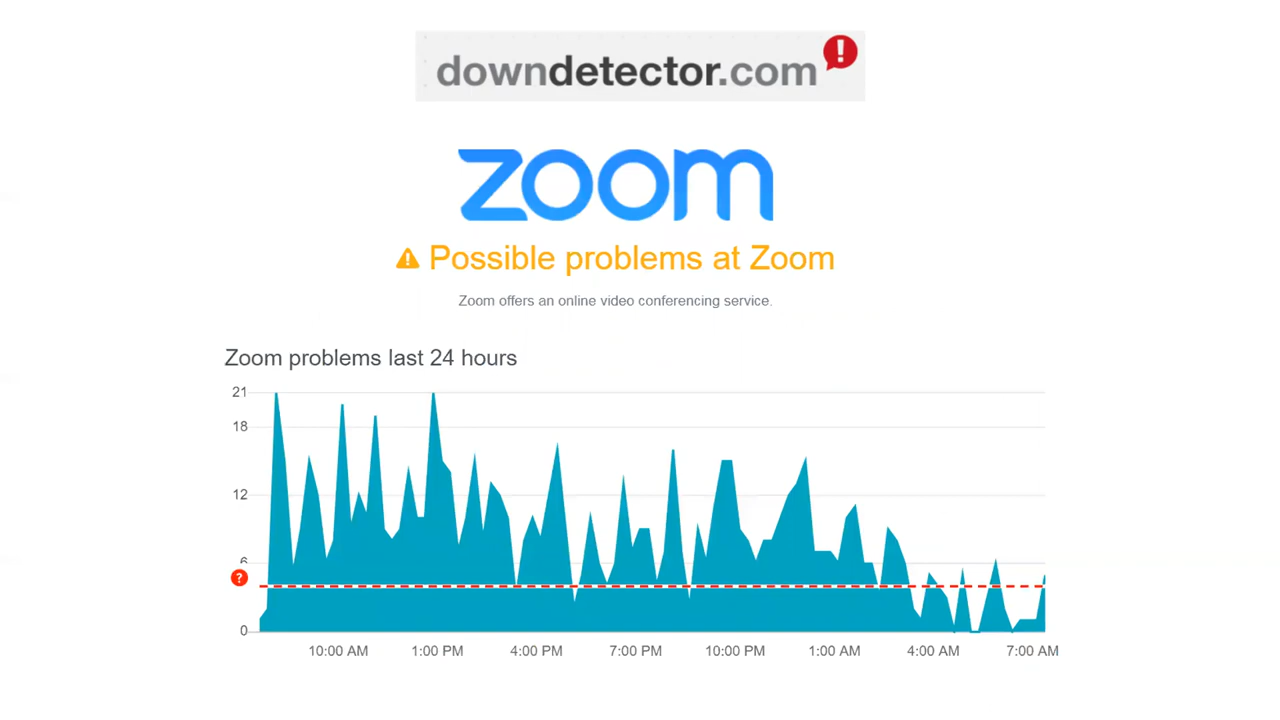 downdetector.com
!
zoom
Possible problems at Zoom
Zoom offers an online video conferencing service.
Zoom problems last 24 hours
21
18
12
6
?
0
10:00 AM 1:00 PM 4:00 PM 7:00 PM 10:00 PM 1:00 AM 4:00 AM 7:00 AM